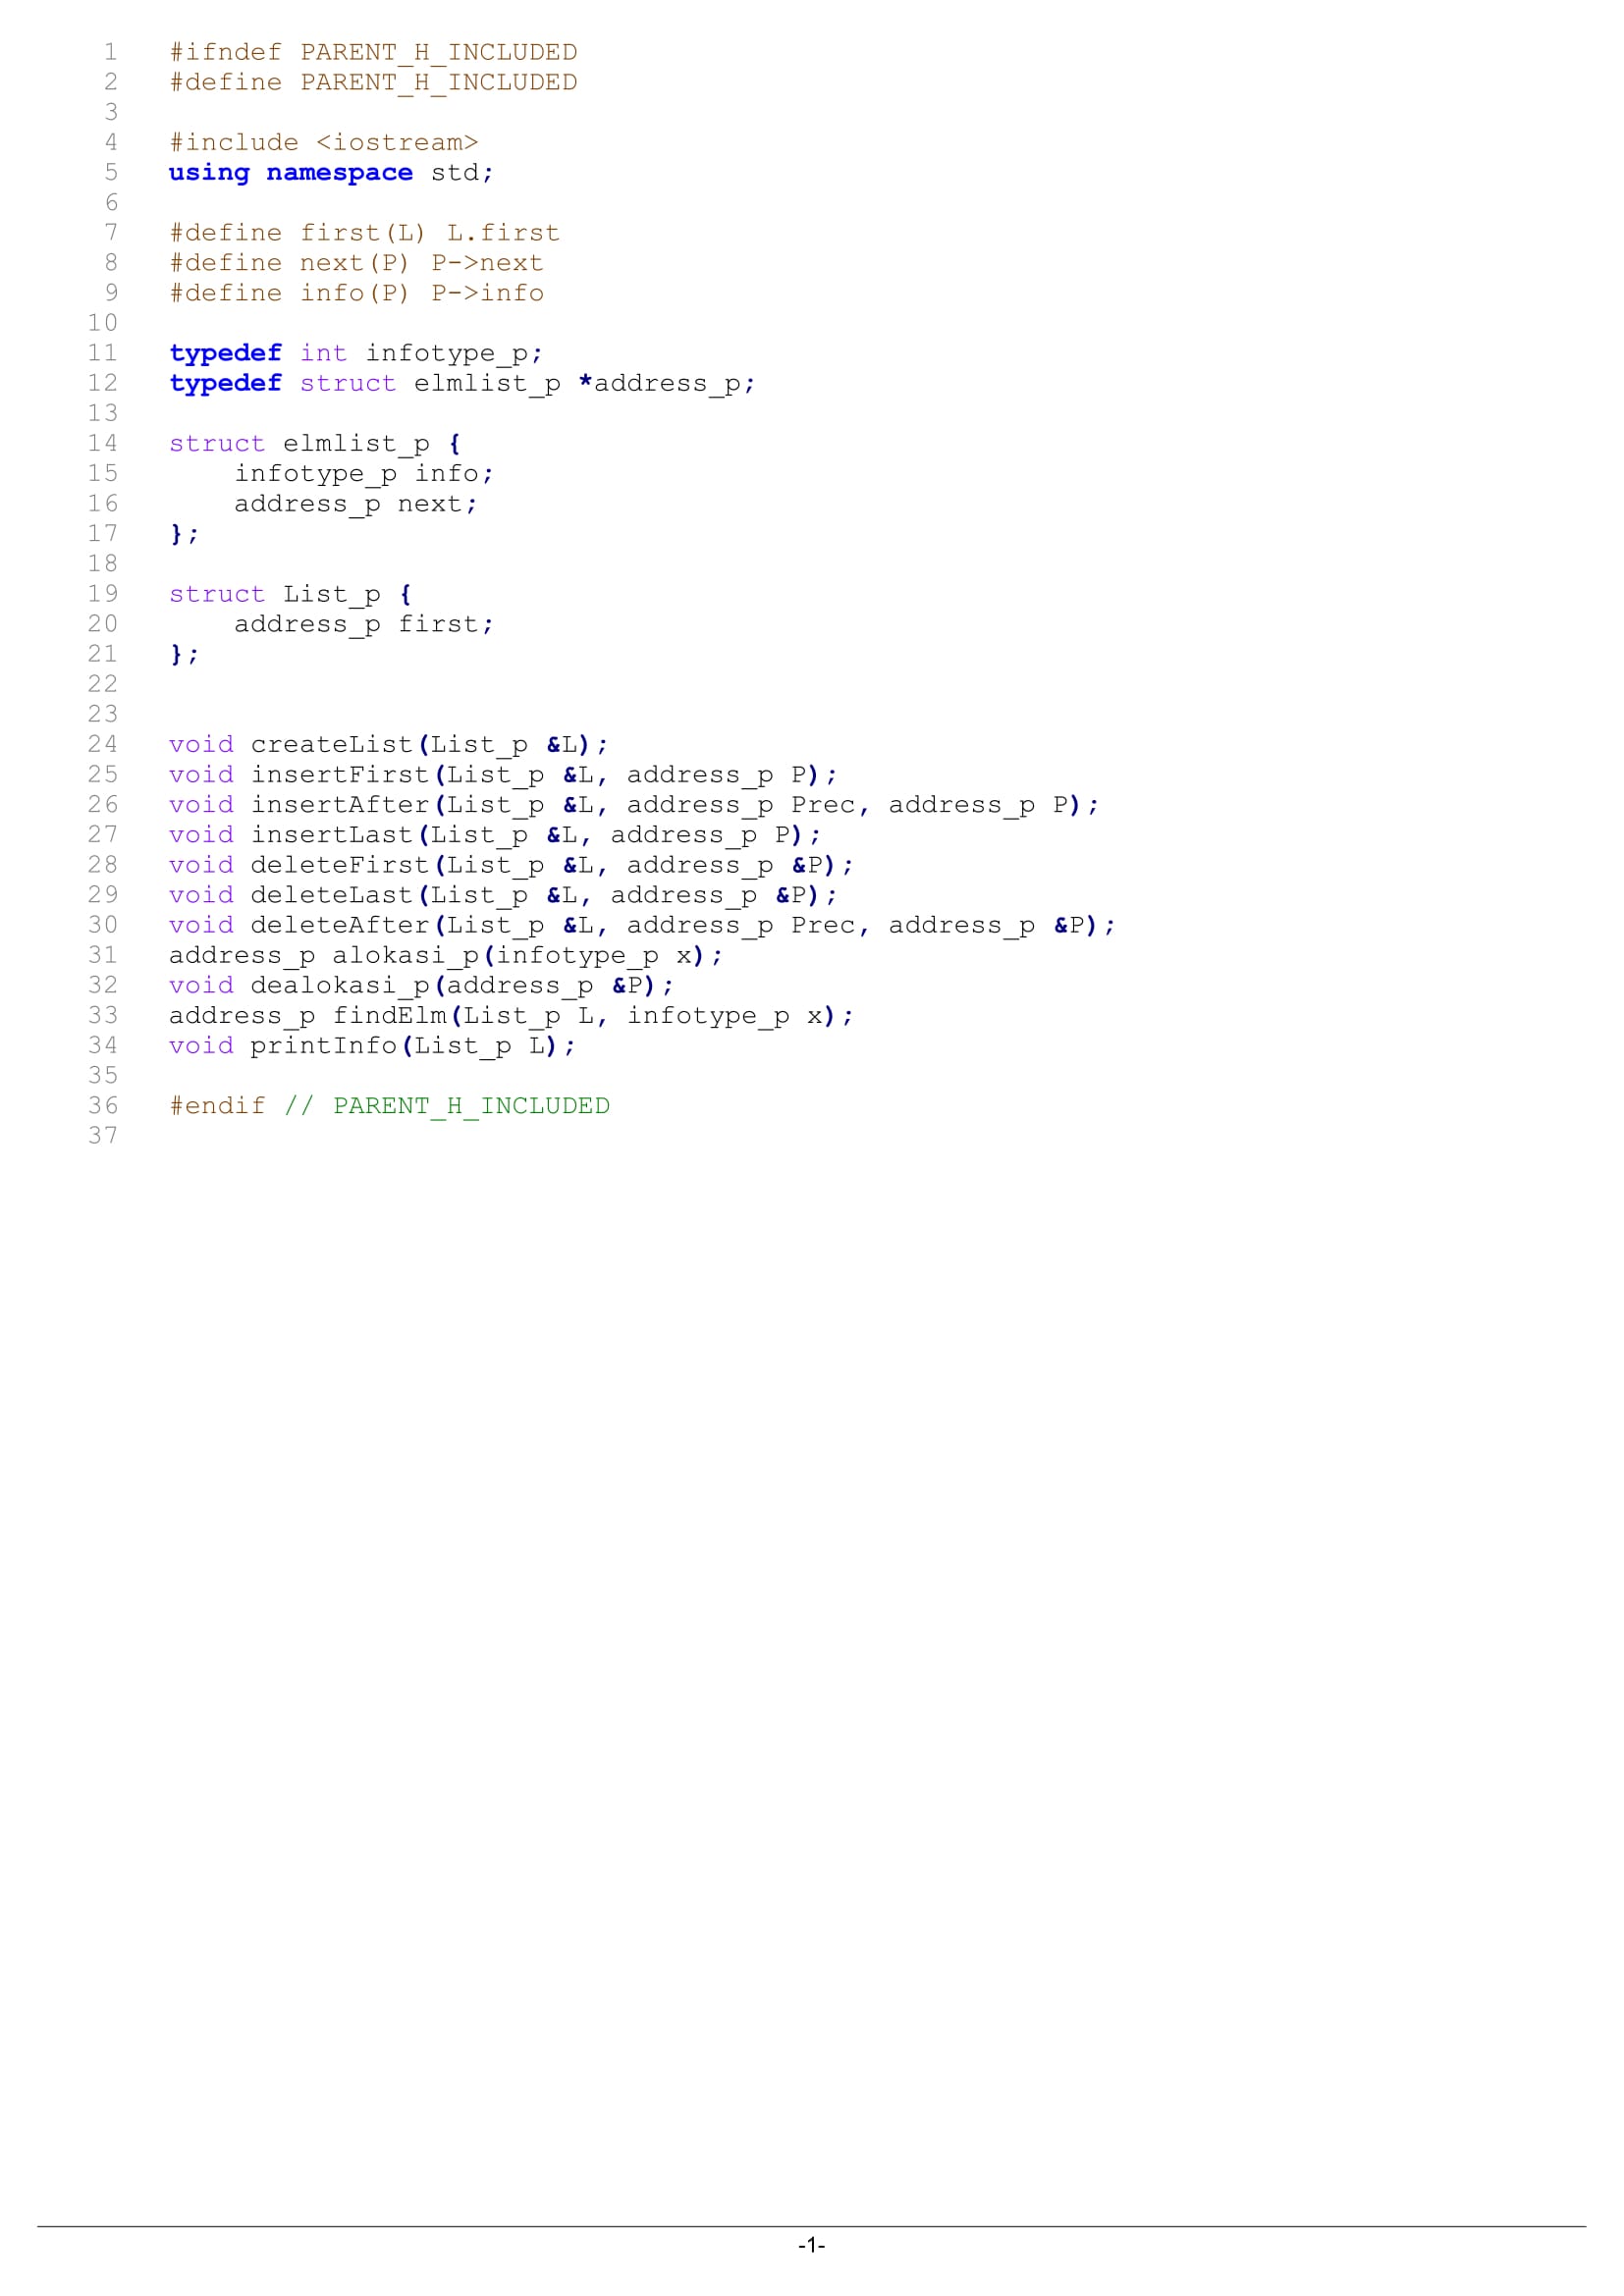 1 #ifndef PARENT_H_INCLUDED
2 #define PARENT_H_INCLUDED
3
4 #include <iostream>
5 using namespace std;
6
7 #define first(L) L.first
8 #define next(P) P->next
9 #define info(P) P->info
10
11 typedef int infotype_p;
12 typedef struct elmlist_p *address_p;
13
14 struct elmlist_p {
15     infotype_p info;
16     address_p next;
17 };
18
19 struct List_p {
20     address_p first;
21 };
22
23
24 void createList(List_p &L);
25 void insertFirst(List_p &L, address_p P);
26 void insertAfter(List_p &L, address_p Prec, address_p P);
27 void insertLast(List_p &L, address_p P);
28 void deleteFirst(List_p &L, address_p &P);
29 void deleteLast(List_p &L, address_p &P);
30 void deleteAfter(List_p &L, address_p Prec, address_p &P);
31 address_p alokasi_p(infotype_p x);
32 void dealokasi_p(address_p &P);
33 address_p findElm(List_p L, infotype_p x);
34 void printInfo(List_p L);
35
36 #endif // PARENT_H_INCLUDED
37
-1-